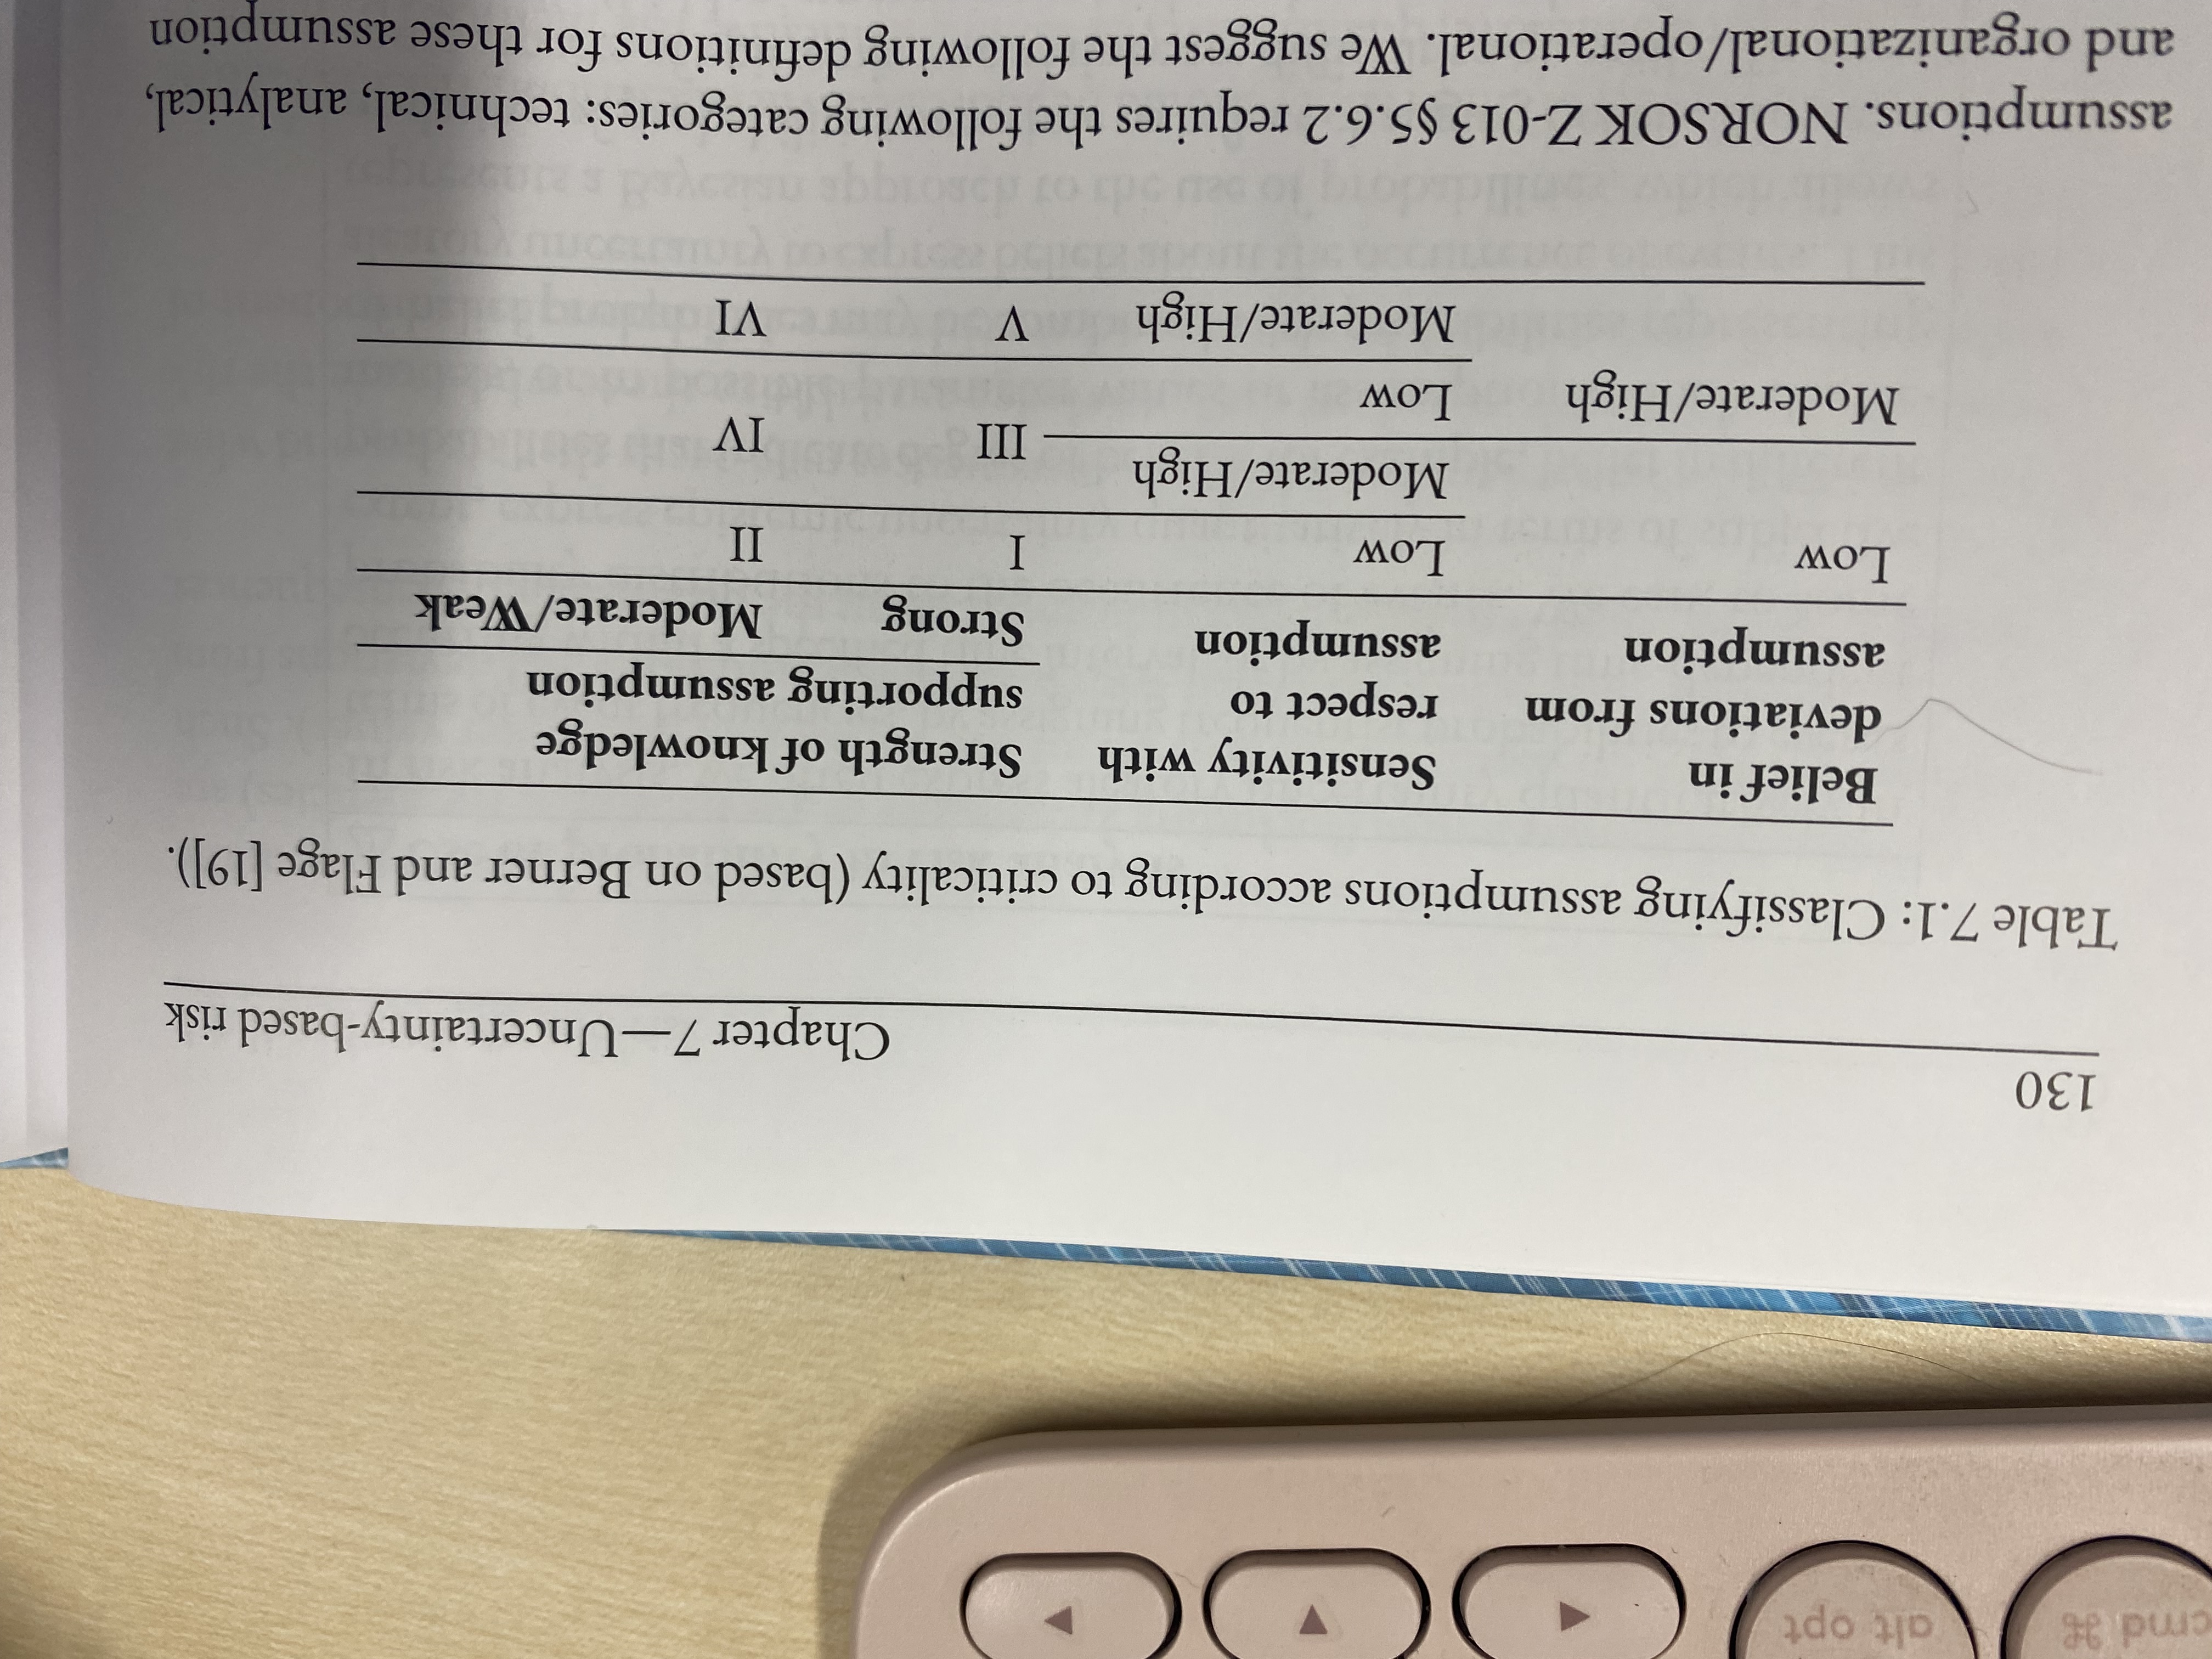 130
Chapter 7—Uncertainty-based risk
Table 7.1: Classifying assumptions according to criticality (based on Berner and Flage [19]).
Belief in Sensitivity with Strength of knowledge
deviations from respect to supporting assumption
assumption assumption Strong Moderate/Weak
Low Low I II
Moderate/High III IV
Moderate/High Low
Moderate/High V VI
assumptions. NORSOK Z-013 §5.6.2 requires the following categories: technical, analytical,
and organizational/operational. We suggest the following definitions for these assumption
cmd ⌘ alt opt ◀ ▼ ▶